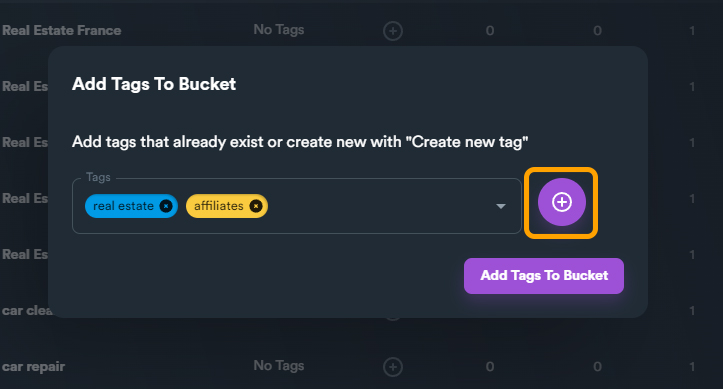 Real Estate France No Tags 0 0 1
Real Es 1
Add Tags To Bucket
Real Es 1
Add tags that already exist or create new with "Create new tag"
Tags
Real Es 1
real estate affiliates
Real Es 1
Add Tags To Bucket
car clea 1
car repair No Tags 0 0 1